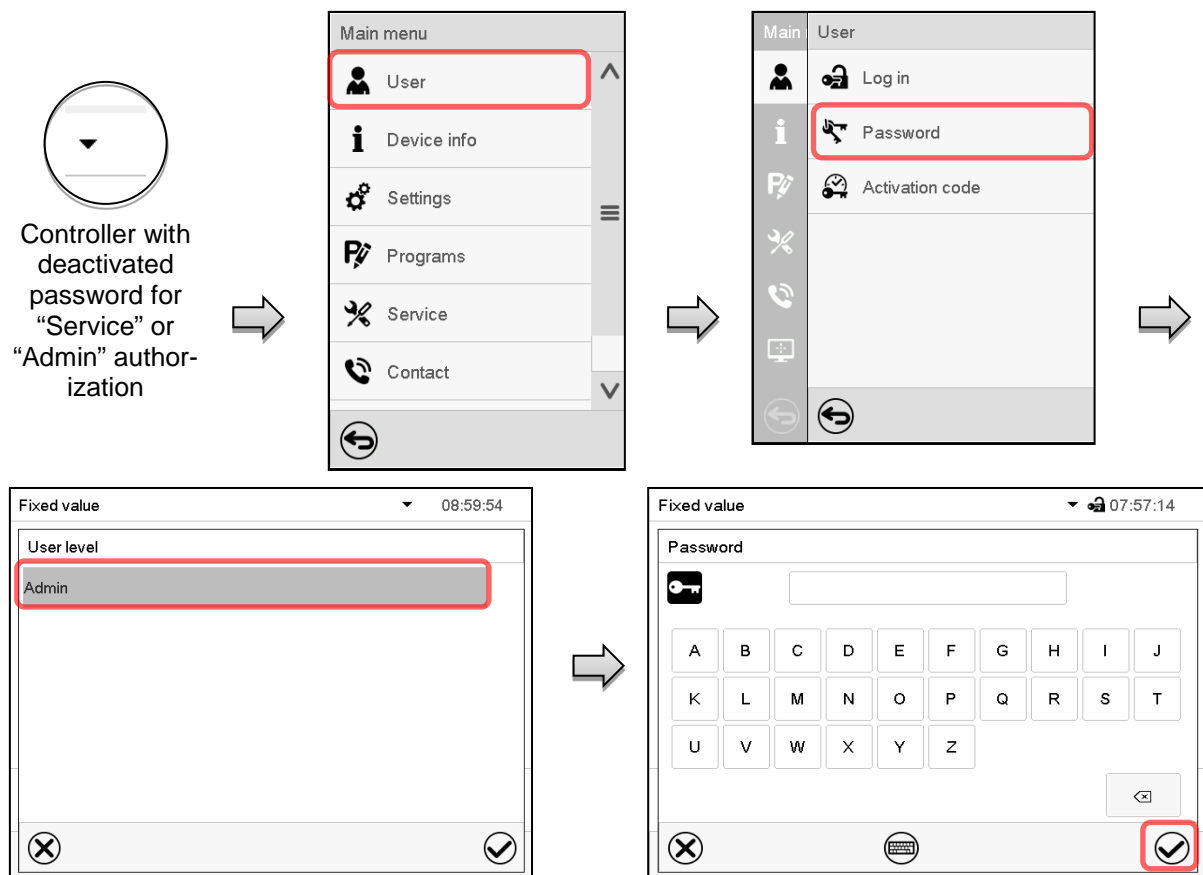 Main menu
User
Device info
Settings
Programs
Service
Contact
Main
User
Log in
Password
Activation code
Controller with
deactivated
password for
“Service” or
“Admin” author-
ization
Fixed value 08:59:54
User level
Admin
Fixed value 07:57:14
Password
A B C D E F G H I J
K L M N O P Q R S T
U V W X Y Z